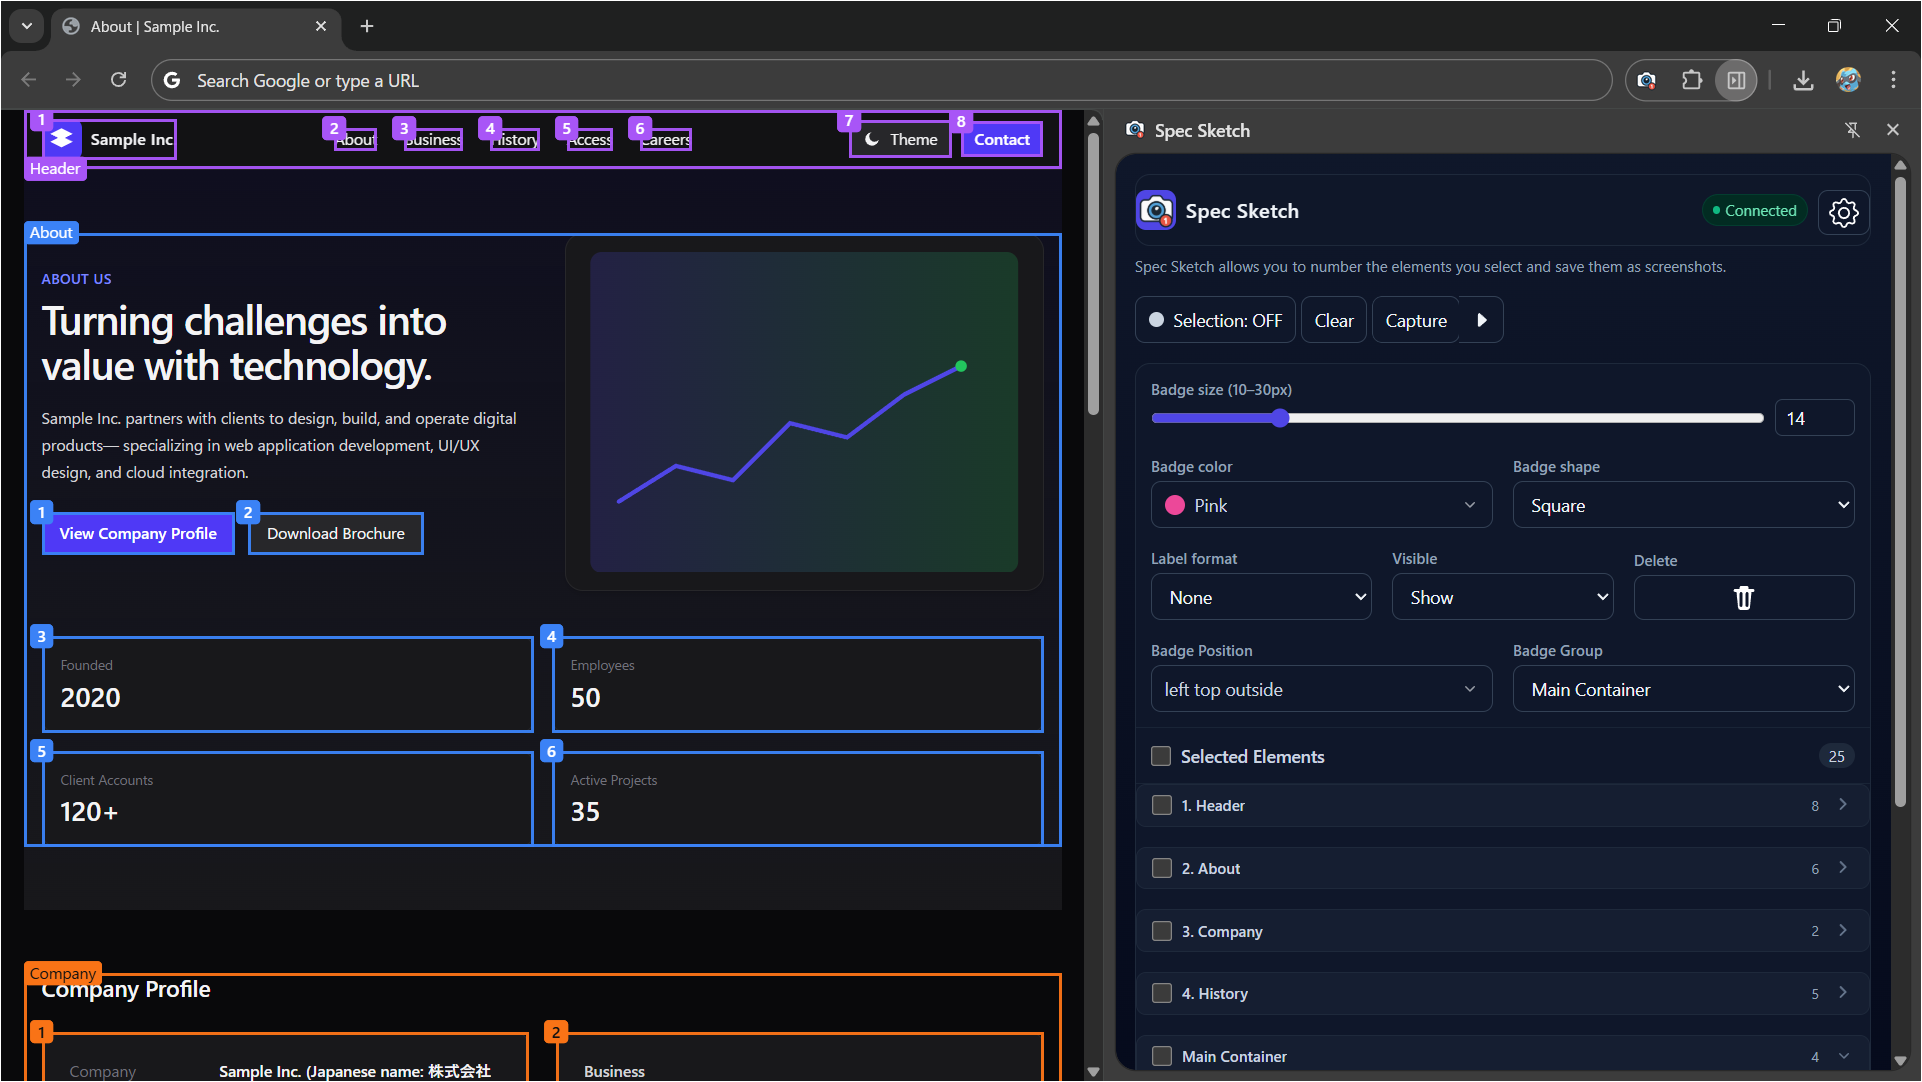 About | Sample Inc.
Search Google or type a URL
1
Sample Inc
2
About
3
Business
4
History
5
Access
6
Careers
7
Theme
8
Contact
Header
About
ABOUT US
Turning challenges into
value with technology.
Sample Inc. partners with clients to design, build, and operate digital
products— specializing in web application development, UI/UX
design, and cloud integration.
1
View Company Profile
2
Download Brochure
3
Founded
2020
4
Employees
50
5
Client Accounts
120+
6
Active Projects
35
Company
Company Profile
1
Company
Sample Inc. (Japanese name: 株式会社
2
Business
Spec Sketch
Spec Sketch
Connected
Spec Sketch allows you to number the elements you select and save them as screenshots.
Selection: OFF
Clear
Capture
Badge size (10–30px)
14
Badge color
Pink
Badge shape
Square
Label format
None
Visible
Show
Delete
Badge Position
left top outside
Badge Group
Main Container
Selected Elements
25
1. Header
8
2. About
6
3. Company
2
4. History
5
Main Container
4